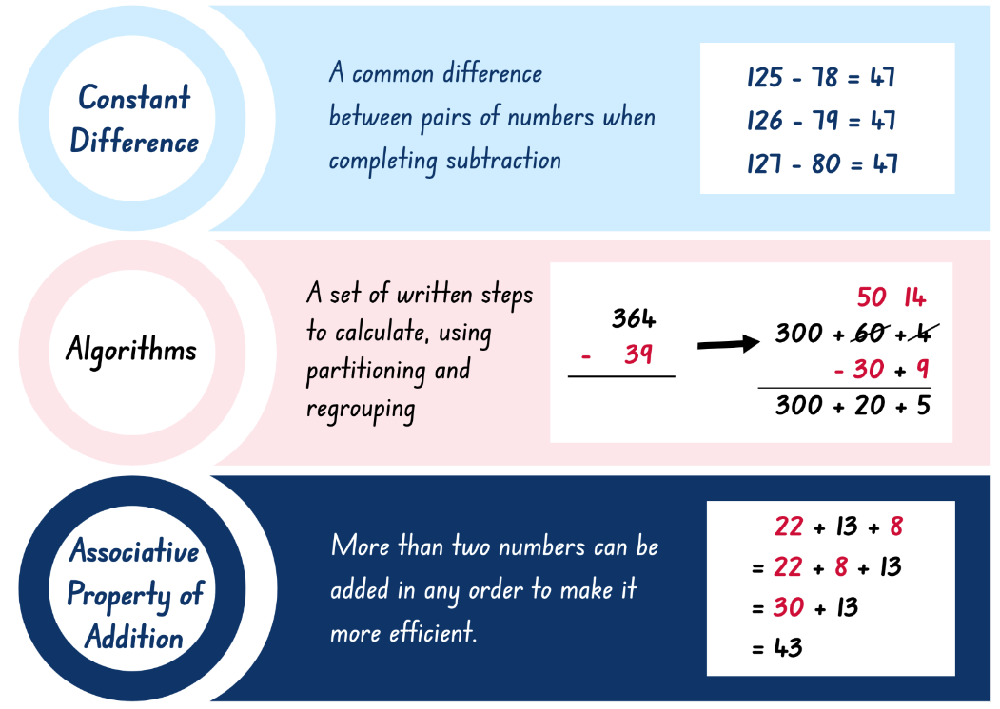 Constant
Difference
A common difference
between pairs of numbers when
completing subtraction
125 - 78 = 47
126 - 79 = 47
127 - 80 = 47
Algorithms
A set of written steps
to calculate, using
partitioning and
regrouping
364
- 39
50 14
300 + 60 + 4
- 30 + 9
300 + 20 + 5
Associative
Property of
Addition
More than two numbers can be
added in any order to make it
more efficient.
22 + 13 + 8
= 22 + 8 + 13
= 30 + 13
= 43